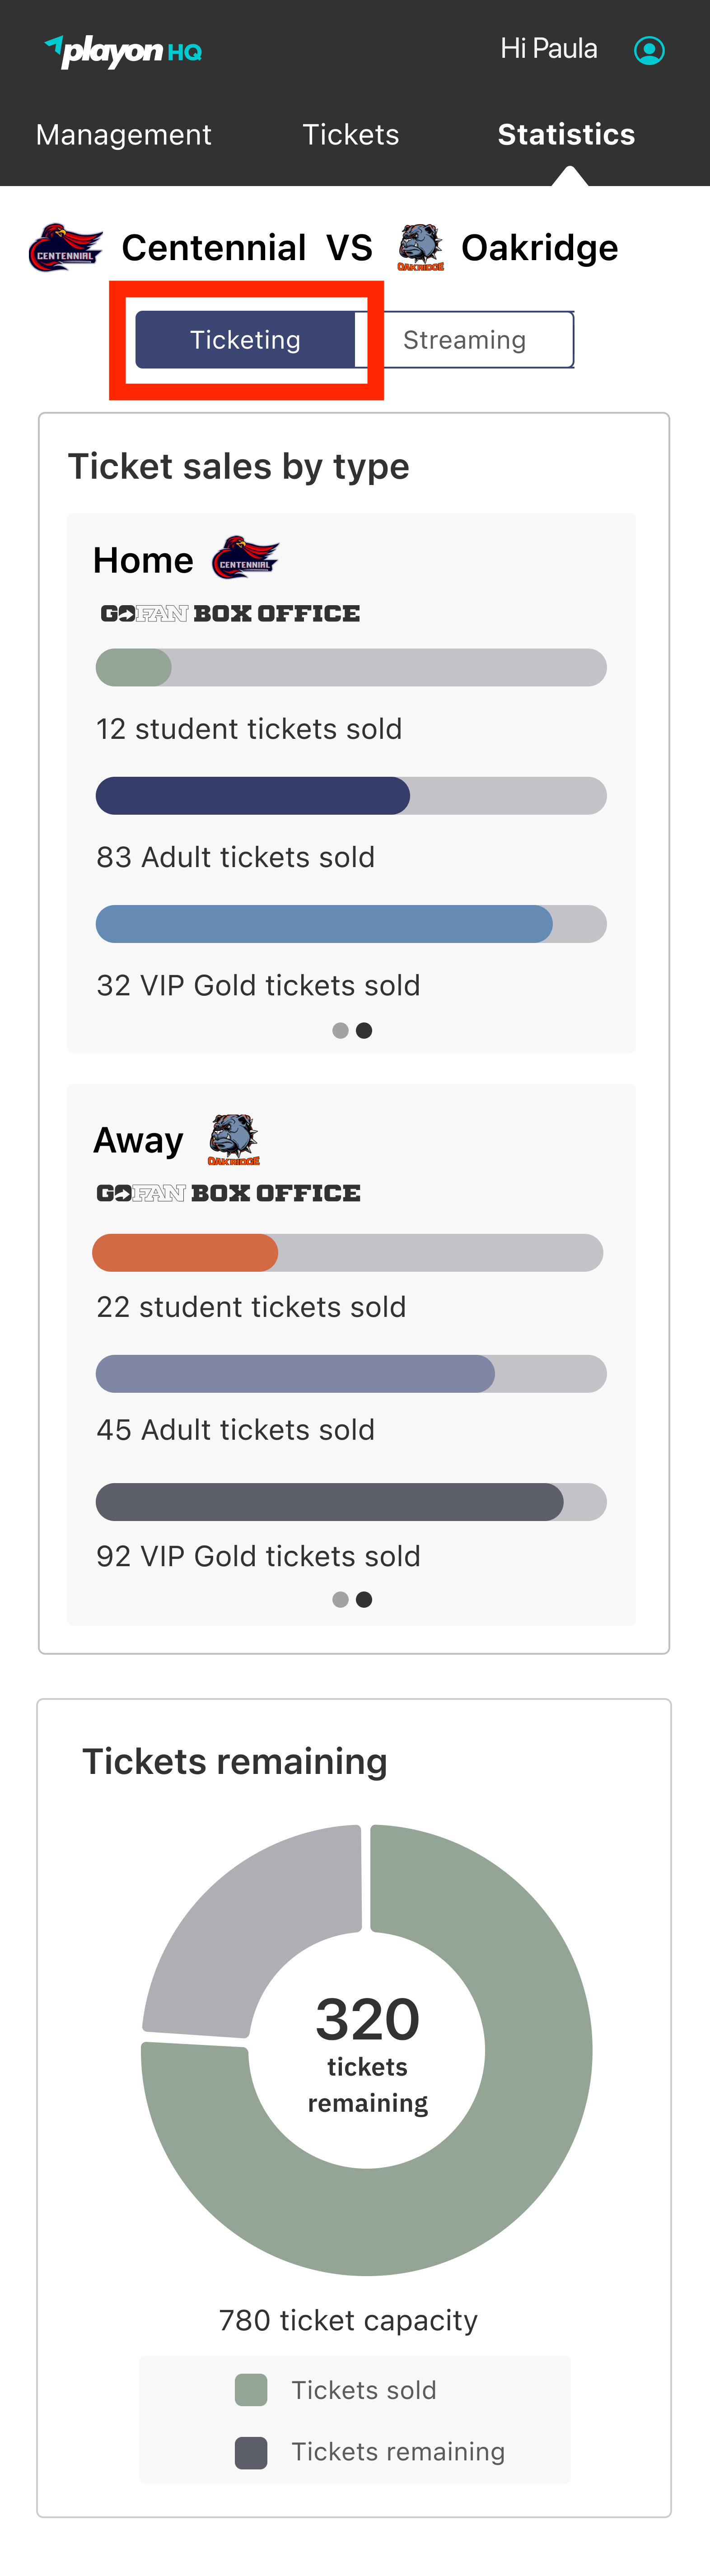 playon HQ
Hi Paula
Management Tickets Statistics
CENTENNIAL Centennial VS OAKRIDGE Oakridge
Ticketing Streaming
Ticket sales by type
Home CENTENNIAL
GOFAN BOX OFFICE
12 student tickets sold
83 Adult tickets sold
32 VIP Gold tickets sold
Away OAKRIDGE
GOFAN BOX OFFICE
22 student tickets sold
45 Adult tickets sold
92 VIP Gold tickets sold
Tickets remaining
320
tickets
remaining
780 ticket capacity
Tickets sold
Tickets remaining